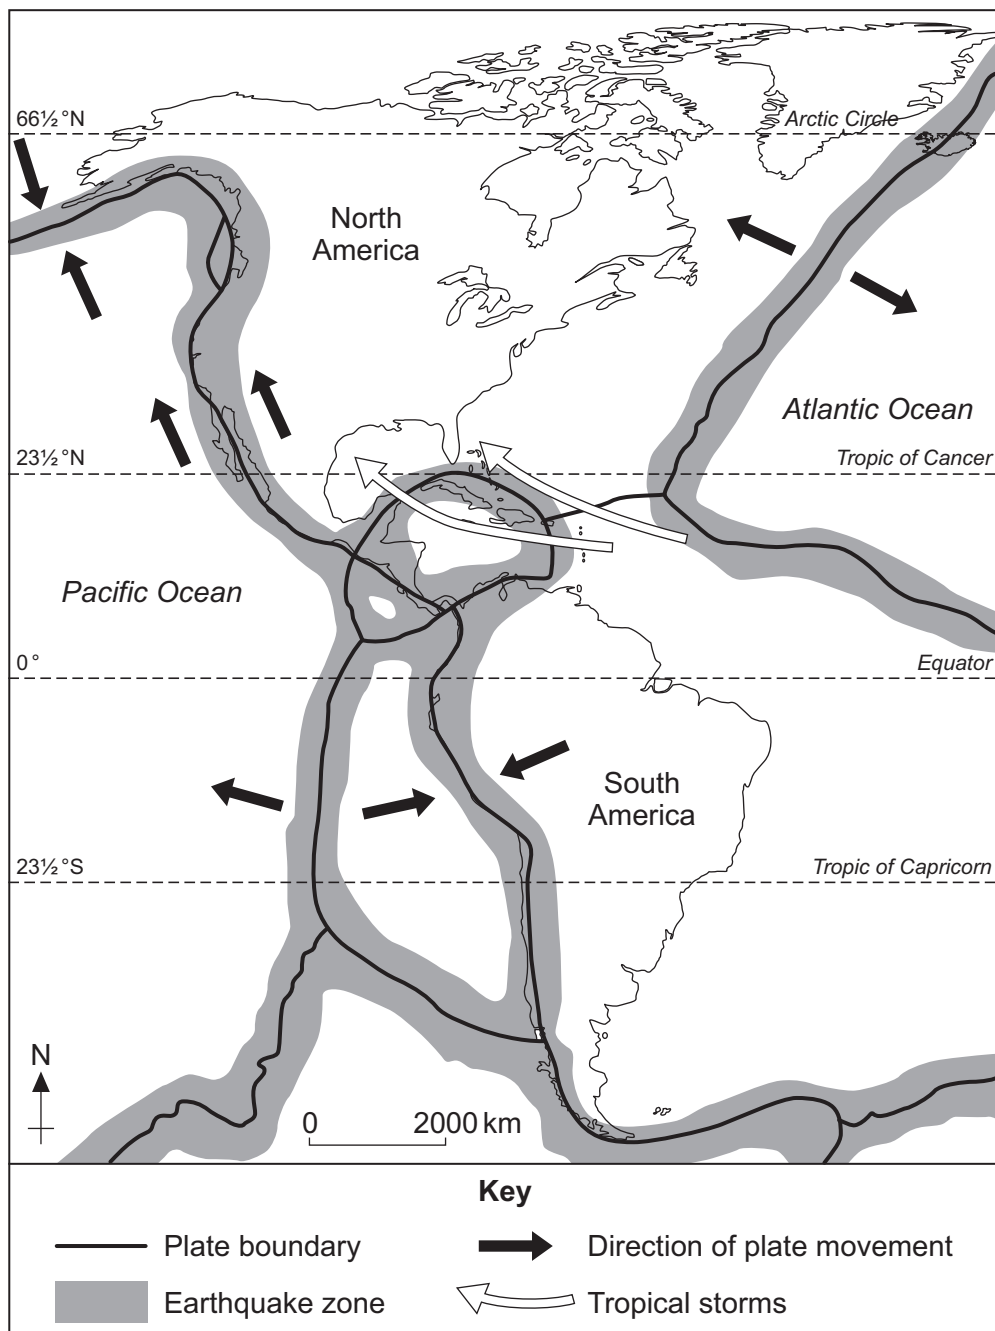 66½°N
Arctic Circle
North
America
Atlantic Ocean
23½°N
Tropic of Cancer
Pacific Ocean
0°
Equator
South
America
23½°S
Tropic of Capricorn
N
0 2000 km
Key
Plate boundary
Direction of plate movement
Earthquake zone
Tropical storms